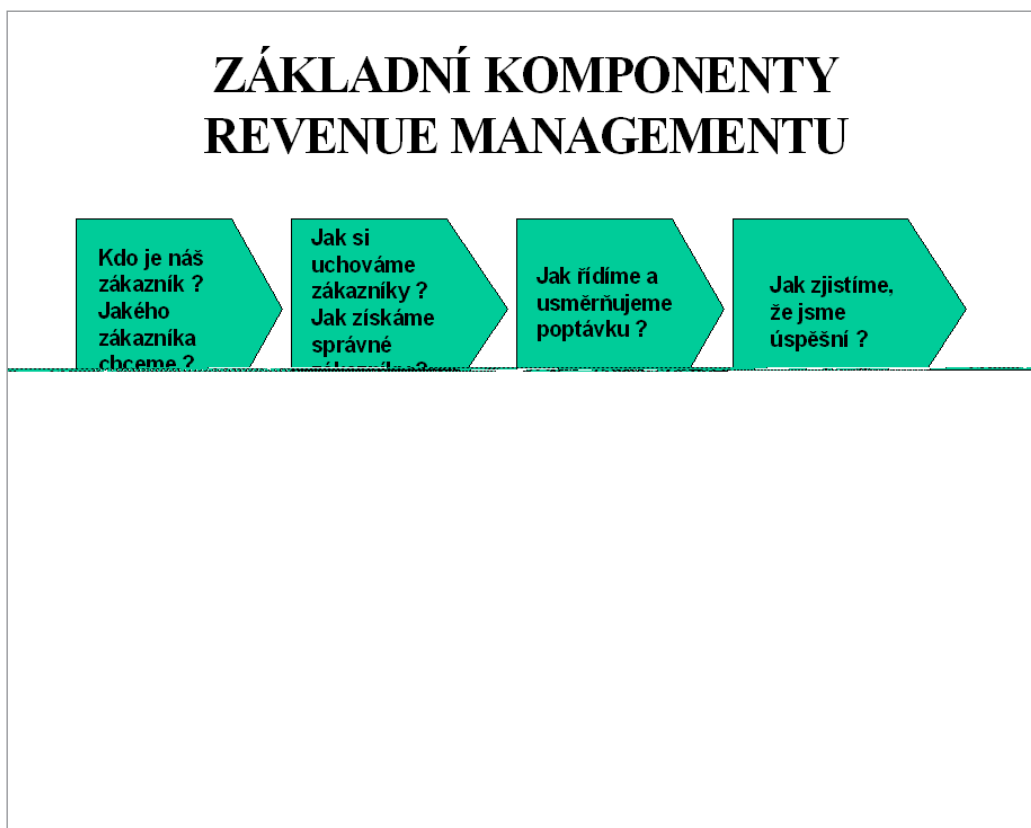 ZÁKLADNÍ KOMPONENTY
REVENUE MANAGEMENTU
Kdo je náš
zákazník ?
Jakého
zákazníka
chceme ?
Jak si
uchováme
zákazníky ?
Jak získáme
správné
Jak řídíme a
usměrňujeme
poptávku ?
Jak zjistíme,
že jsme
úspěšní ?